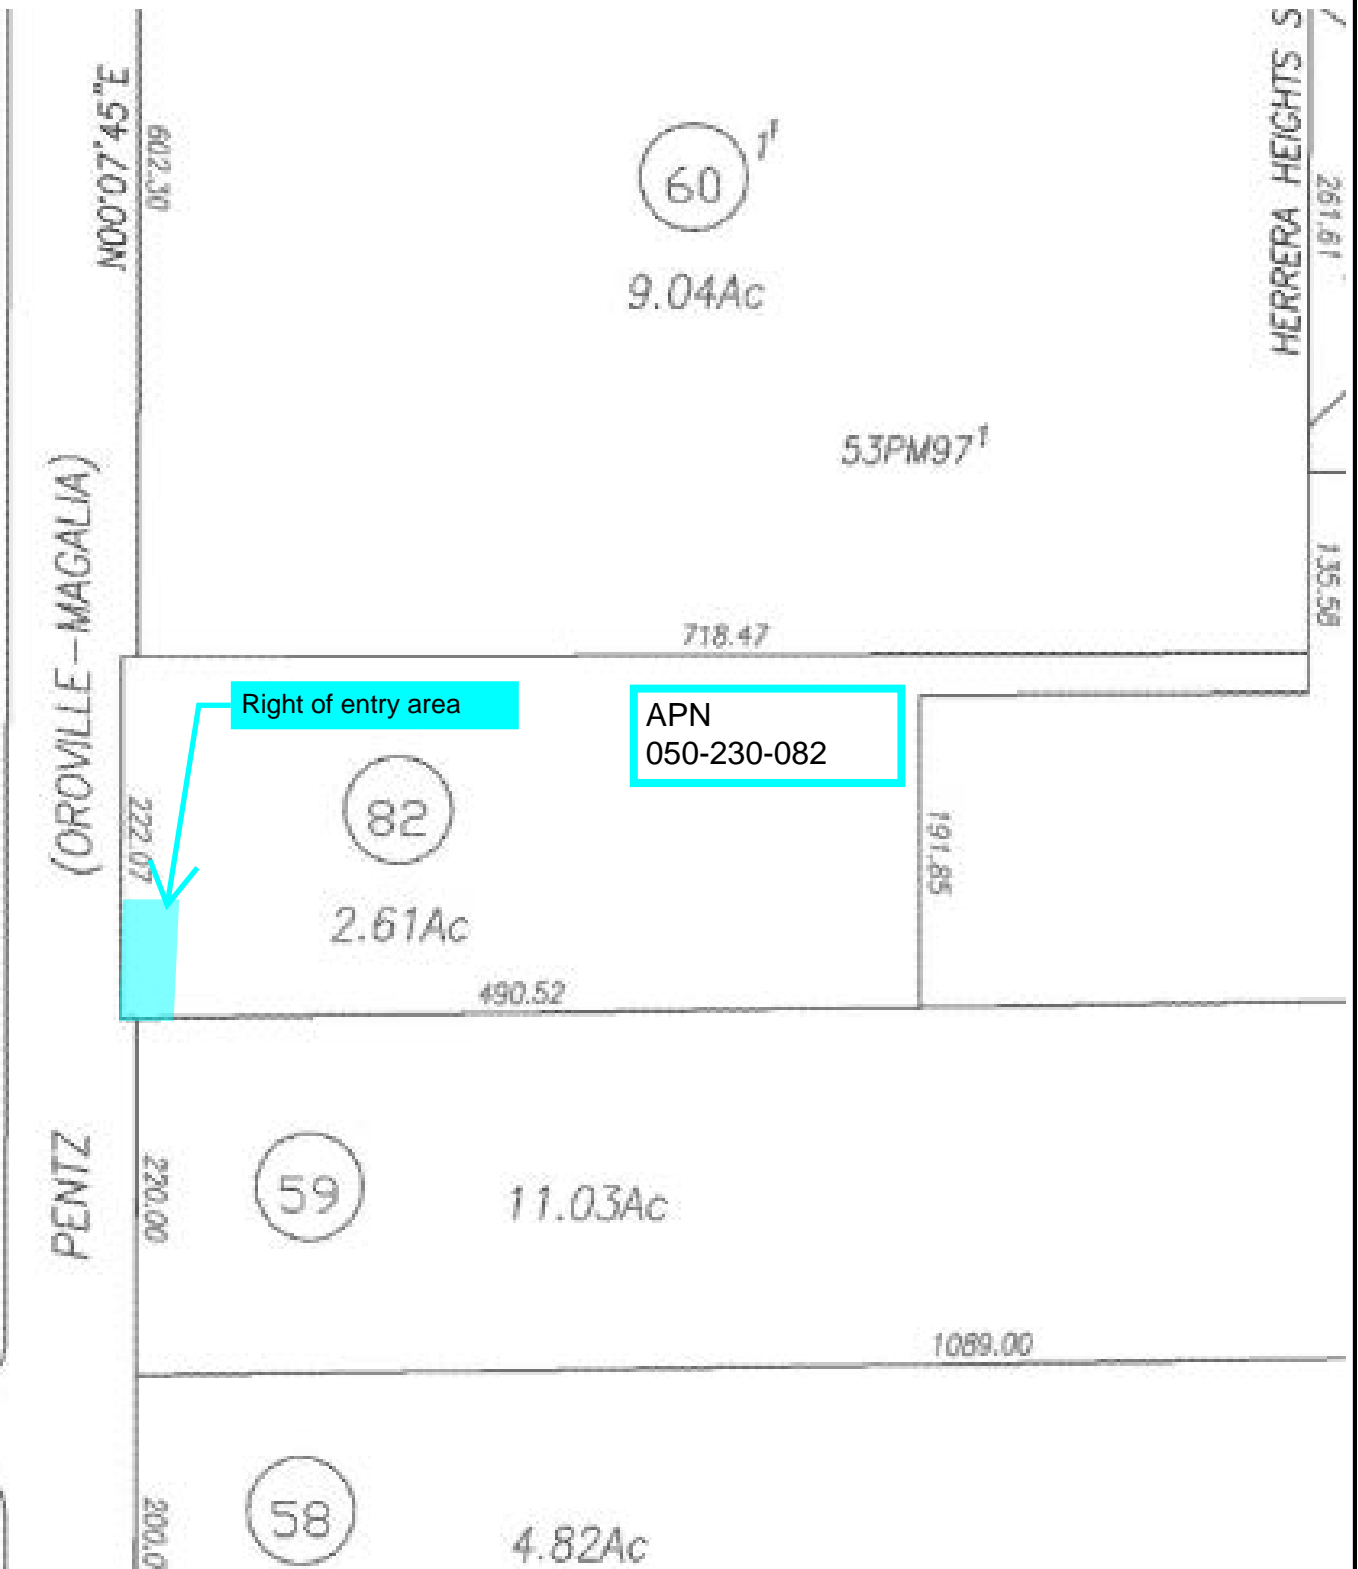 N00°07'45"E
602.30
60
1¹
9.04Ac
HERRERA HEIGHTS S
261.61
53PM97¹
135.58
(OROVILLE-MAGALIA)
718.47
Right of entry area
APN
050-230-082
222.07
82
2.61Ac
191.85
490.52
PENTZ
220.00
59
11.03Ac
1089.00
200.0
58
4.82Ac